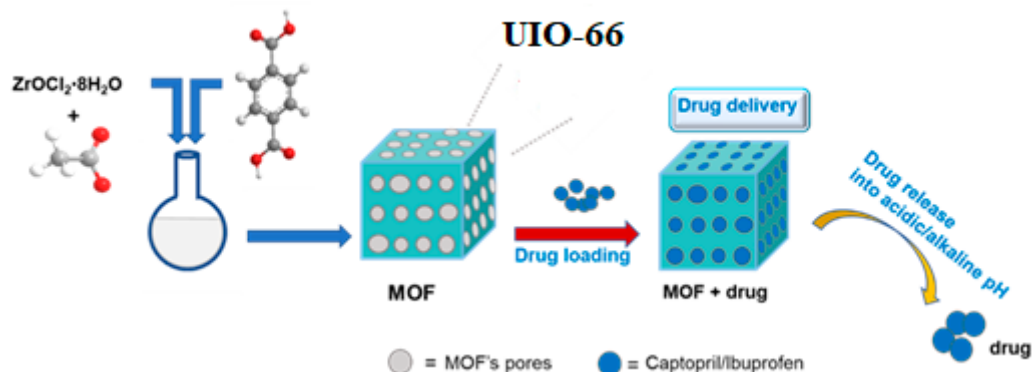 UIO-66
ZrOCl₂·8H₂O
+
Drug delivery
Drug release
into acidic/alkaline pH
Drug loading
MOF
MOF + drug
drug
= MOF's pores
= Captopril/Ibuprofen